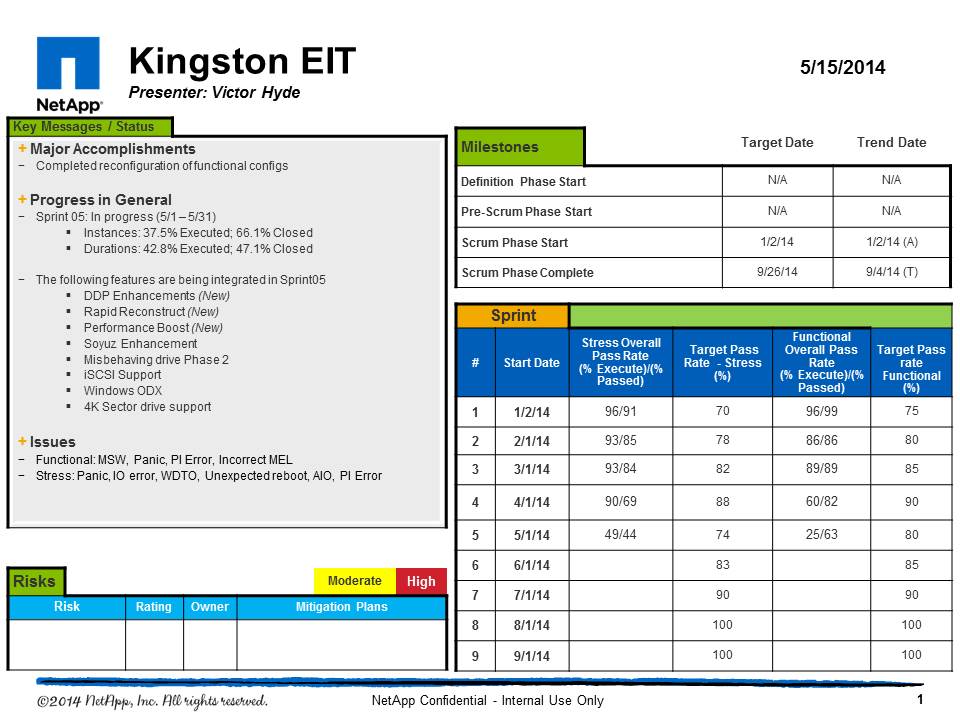 Kingston EIT
5/15/2014
Presenter: Victor Hyde
NetApp®
Key Messages / Status
+ Major Accomplishments
− Completed reconfiguration of functional configs
+ Progress in General
− Sprint 05: In progress (5/1 – 5/31)
▪ Instances: 37.5% Executed; 66.1% Closed
▪ Durations: 42.8% Executed; 47.1% Closed
− The following features are being integrated in Sprint05
▪ DDP Enhancements (New)
▪ Rapid Reconstruct (New)
▪ Performance Boost (New)
▪ Soyuz Enhancement
▪ Misbehaving drive Phase 2
▪ iSCSI Support
▪ Windows ODX
▪ 4K Sector drive support
+ Issues
− Functional: MSW, Panic, PI Error, Incorrect MEL
− Stress: Panic, IO error, WDTO, Unexpected reboot, AIO, PI Error
Risks
Moderate High
Risk Rating Owner Mitigation Plans
Milestones Target Date Trend Date
Definition Phase Start N/A N/A
Pre-Scrum Phase Start N/A N/A
Scrum Phase Start 1/2/14 1/2/14 (A)
Scrum Phase Complete 9/26/14 9/4/14 (T)
Sprint
# Start Date Stress Overall Pass Rate (% Execute)/(% Passed) Target Pass Rate - Stress (%) Functional Overall Pass Rate (% Execute)/(% Passed) Target Pass rate Functional (%)
1 1/2/14 96/91 70 96/99 75
2 2/1/14 93/85 78 86/86 80
3 3/1/14 93/84 82 89/89 85
4 4/1/14 90/69 88 60/82 90
5 5/1/14 49/44 74 25/63 80
6 6/1/14 83 85
7 7/1/14 90 90
8 8/1/14 100 100
9 9/1/14 100 100
©2014 NetApp, Inc. All rights reserved.
NetApp Confidential - Internal Use Only
1